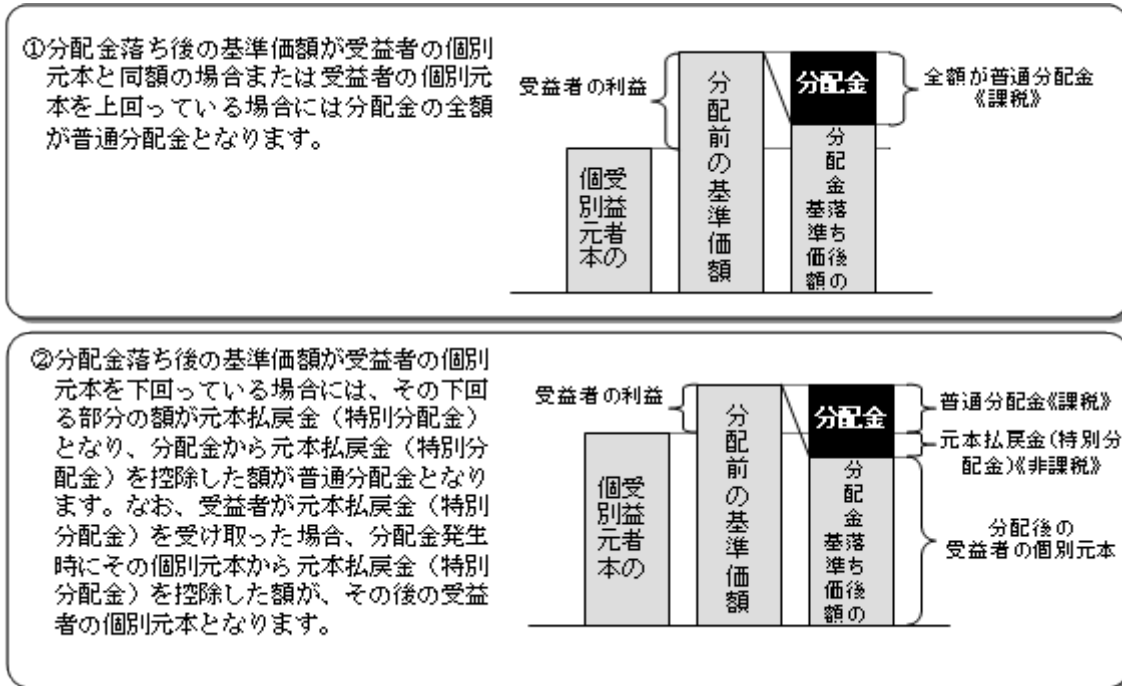 ①分配金落ち後の基準価額が受益者の個別
元本と同額の場合または受益者の個別元
本を上回っている場合には分配金の全額
が普通分配金となります。
受益者の利益
受益者の
個別元本
分配前の基準価額
分配金
分配金落ち後の
基準価額
全額が普通分配金
《課税》
②分配金落ち後の基準価額が受益者の個別
元本を下回っている場合には、その下回
る部分の額が元本払戻金（特別分配金）
となり、分配金から元本払戻金（特別分
配金）を控除した額が普通分配金となり
ます。なお、受益者が元本払戻金（特別
分配金）を受け取った場合、分配金発生
時にその個別元本から元本払戻金（特別
分配金）を控除した額が、その後の受益
者の個別元本となります。
受益者の利益
受益者の
個別元本
分配前の基準価額
分配金
分配金落ち後の
基準価額
普通分配金《課税》
元本払戻金(特別分
配金)《非課税》
分配後の
受益者の個別元本